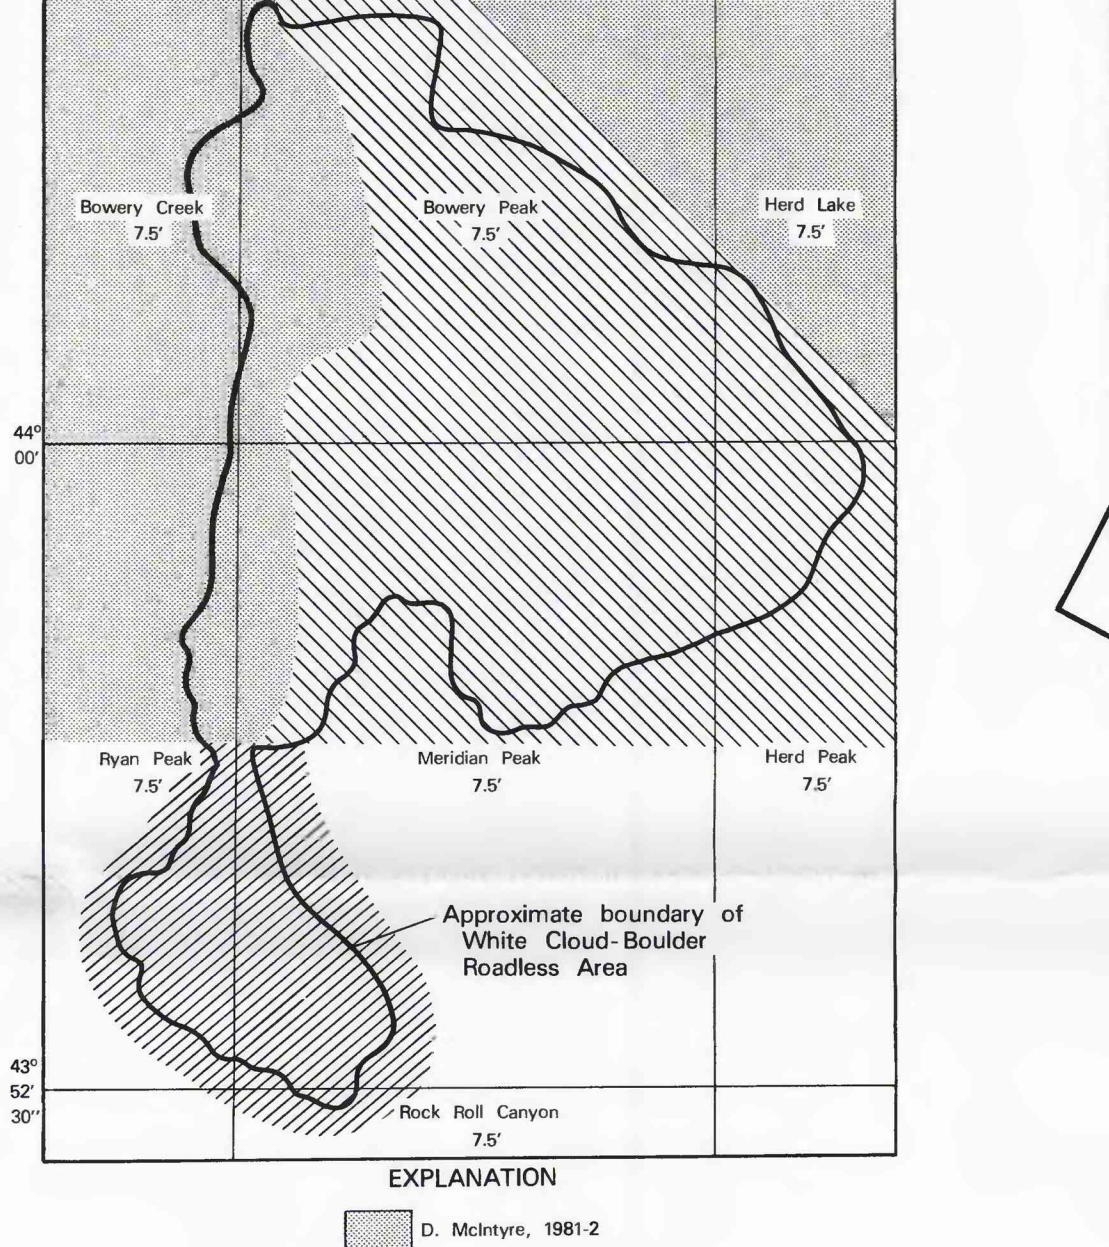 Bowery Creek
7.5′
Bowery Peak
7.5′
Herd Lake
7.5′
44°
00′
Ryan Peak
7.5′
Meridian Peak
7.5′
Herd Peak
7.5′
Approximate boundary of
White Cloud-Boulder
Roadless Area
43°
52′
30″
Rock Roll Canyon
7.5′
EXPLANATION
D. McIntyre, 1981-2